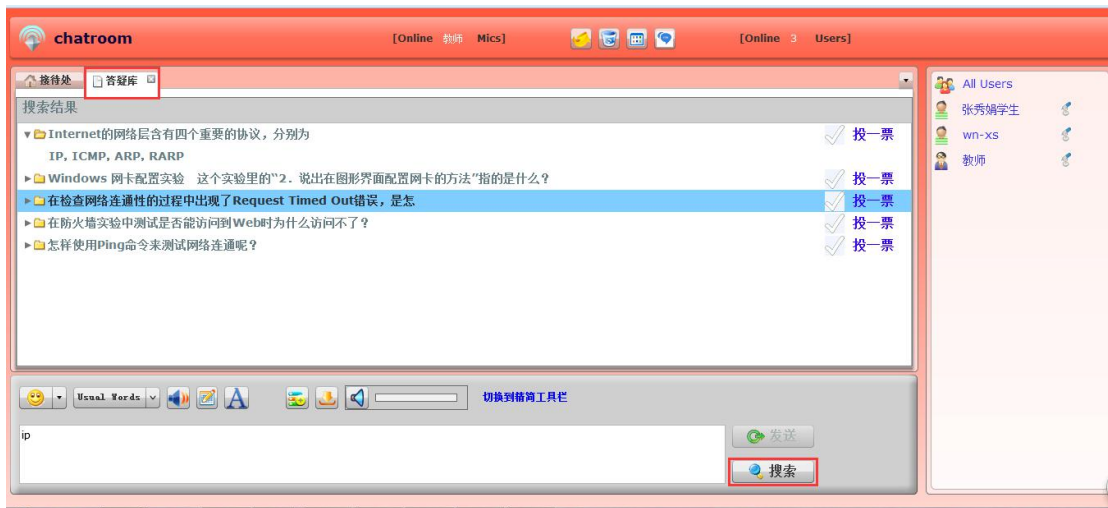 chatroom
[Online 教师 Mics]
[Online 3 Users]
接待处
答疑库
搜索结果
Internet的网络层含有四个重要的协议，分别为 投一票
IP, ICMP, ARP, RARP
Windows 网卡配置实验 这个实验里的“2．说出在图形界面配置网卡的方法”指的是什么？ 投一票
在检查网络连通性的过程中出现了Request Timed Out错误，是怎 投一票
在防火墙实验中测试是否能访问到Web时为什么访问不了？ 投一票
怎样使用Ping命令来测试网络连通呢？ 投一票
Usual Words
切换到精简工具栏
ip
发送
搜索
All Users
张秀娟学生
wn-xs
教师